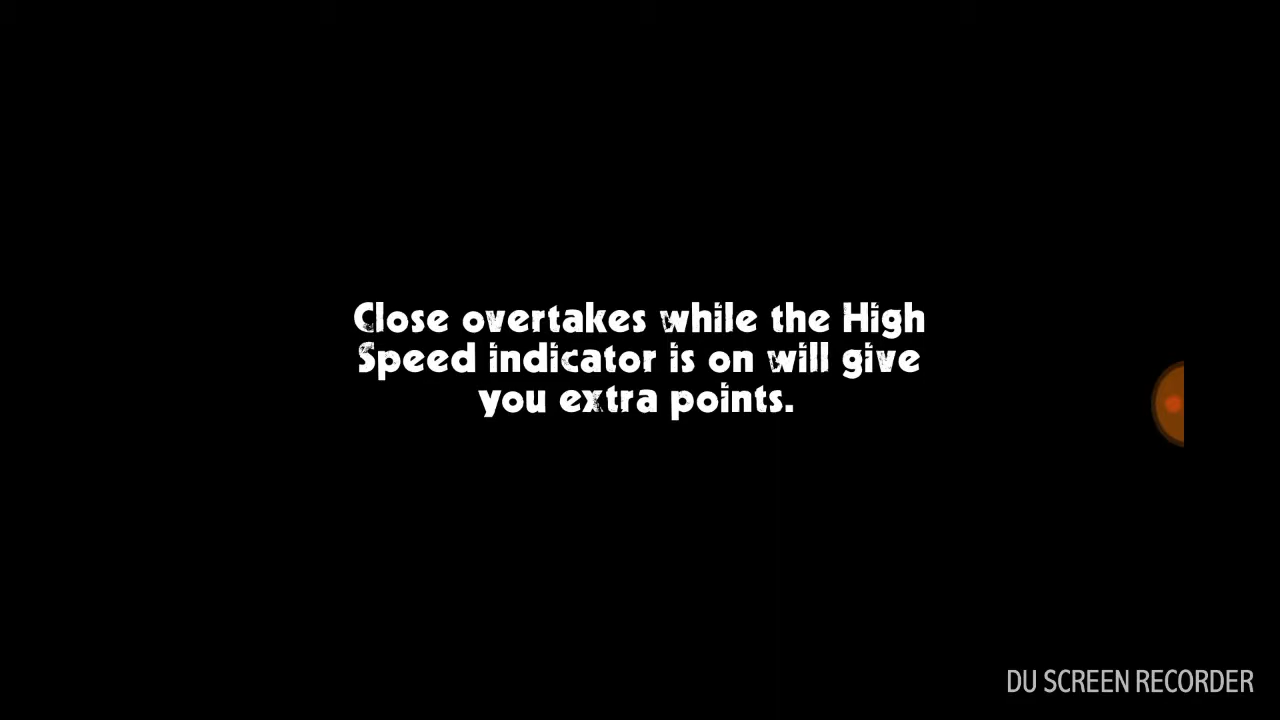 Close overtakes while the High
Speed indicator is on will give
you extra points.
DU SCREEN RECORDER